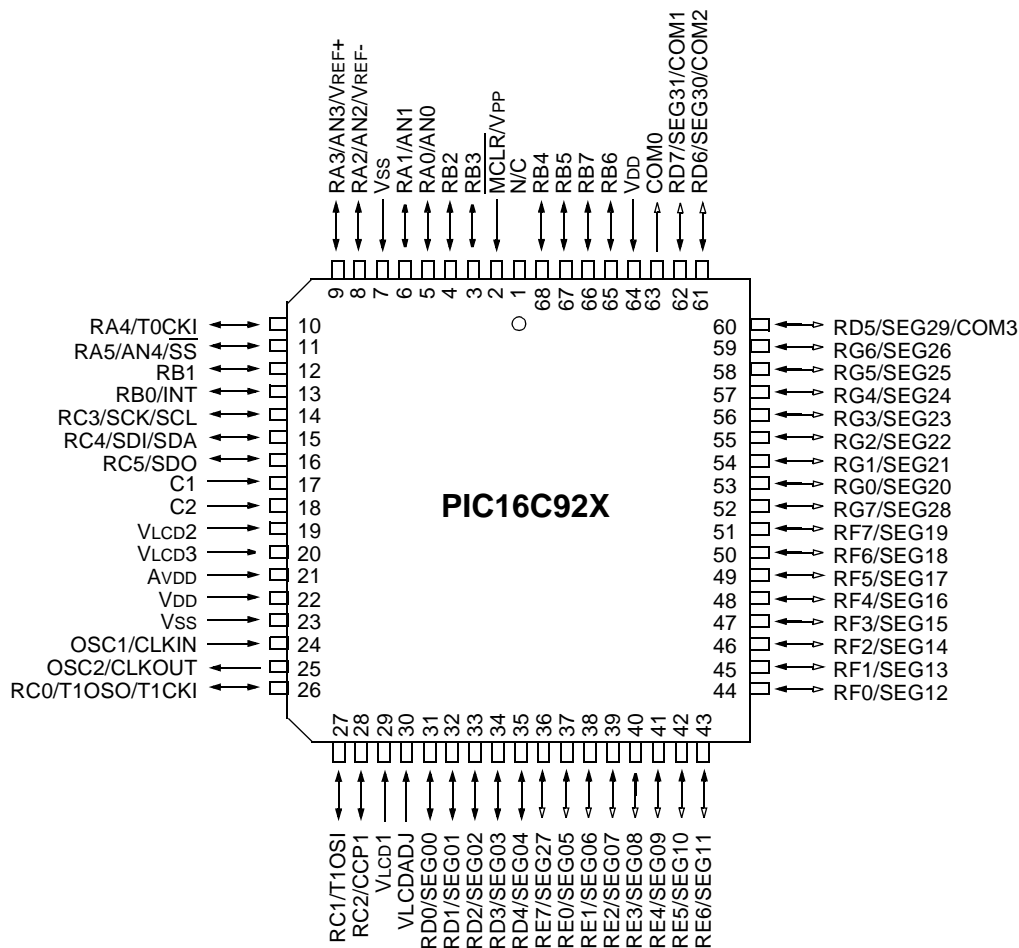 RA3/AN3/VREF+
RA2/AN2/VREF-
VSS
RA1/AN1
RA0/AN0
RB2
RB3
MCLR/VPP
N/C
RB4
RB5
RB7
RB6
VDD
COM0
RD7/SEG31/COM1
RD6/SEG30/COM2
9 8 7 6 5 4 3 2 1 68 67 66 65 64 63 62 61
RA4/T0CKI 10
RA5/AN4/SS 11
RB1 12
RB0/INT 13
RC3/SCK/SCL 14
RC4/SDI/SDA 15
RC5/SDO 16
C1 17
C2 18
VLCD2 19
VLCD3 20
AVDD 21
VDD 22
VSS 23
OSC1/CLKIN 24
OSC2/CLKOUT 25
RC0/T1OSO/T1CKI 26
PIC16C92X
60 RD5/SEG29/COM3
59 RG6/SEG26
58 RG5/SEG25
57 RG4/SEG24
56 RG3/SEG23
55 RG2/SEG22
54 RG1/SEG21
53 RG0/SEG20
52 RG7/SEG28
51 RF7/SEG19
50 RF6/SEG18
49 RF5/SEG17
48 RF4/SEG16
47 RF3/SEG15
46 RF2/SEG14
45 RF1/SEG13
44 RF0/SEG12
27 28 29 30 31 32 33 34 35 36 37 38 39 40 41 42 43
RC1/T1OSI
RC2/CCP1
VLCD1
VLCDADJ
RD0/SEG00
RD1/SEG01
RD2/SEG02
RD3/SEG03
RD4/SEG04
RE7/SEG27
RE0/SEG05
RE1/SEG06
RE2/SEG07
RE3/SEG08
RE4/SEG09
RE5/SEG10
RE6/SEG11